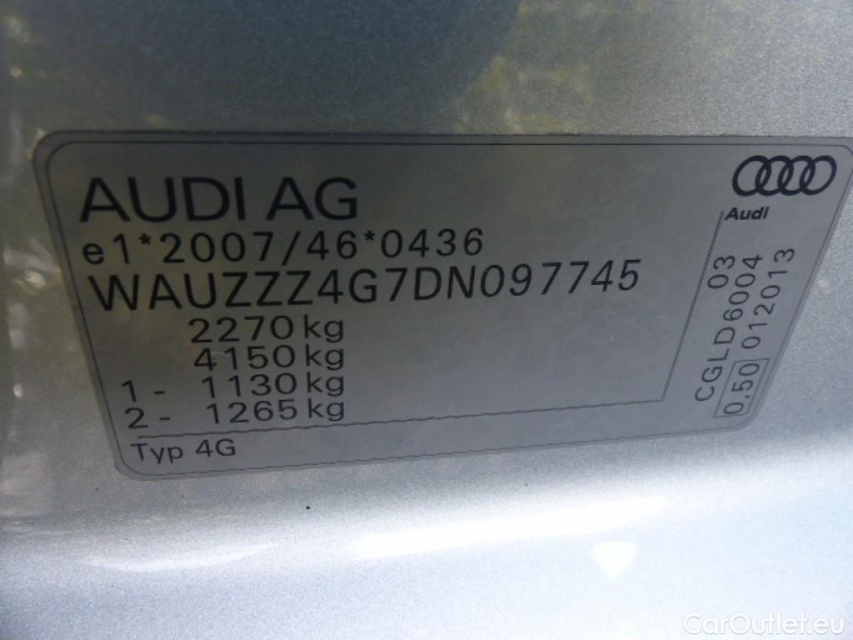 AUDI AG
e1*2007/46*0436
WAUZZZ4G7DN097745
2270 kg
4150 kg
1 - 1130 kg
2 - 1265 kg
Typ 4G
Audi
03
CGLD6004
0,50 012013
CarOutlet.eu